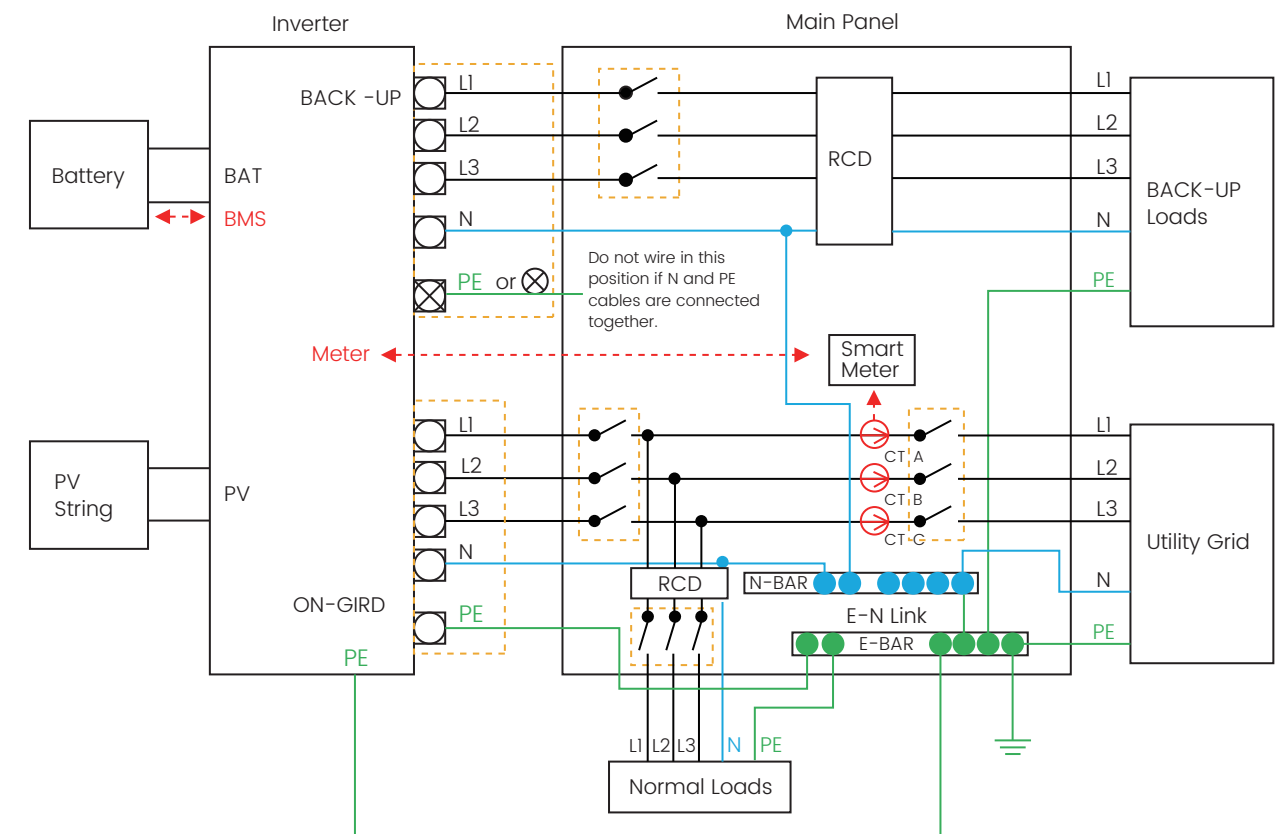 Inverter
Main Panel
BACK -UP
L1
L2
L3
N
PE or
Battery
BAT
BMS
RCD
L1
L2
L3
N
PE
BACK-UP
Loads
Do not wire in this
position if N and PE
cables are connected
together.
Meter
Smart
Meter
PV
String
PV
L1
L2
L3
N
PE
ON-GIRD
PE
CT A
CT B
CT C
L1
L2
L3
N
PE
Utility Grid
RCD
N-BAR
E-N Link
E-BAR
L1 L2 L3 N PE
Normal Loads